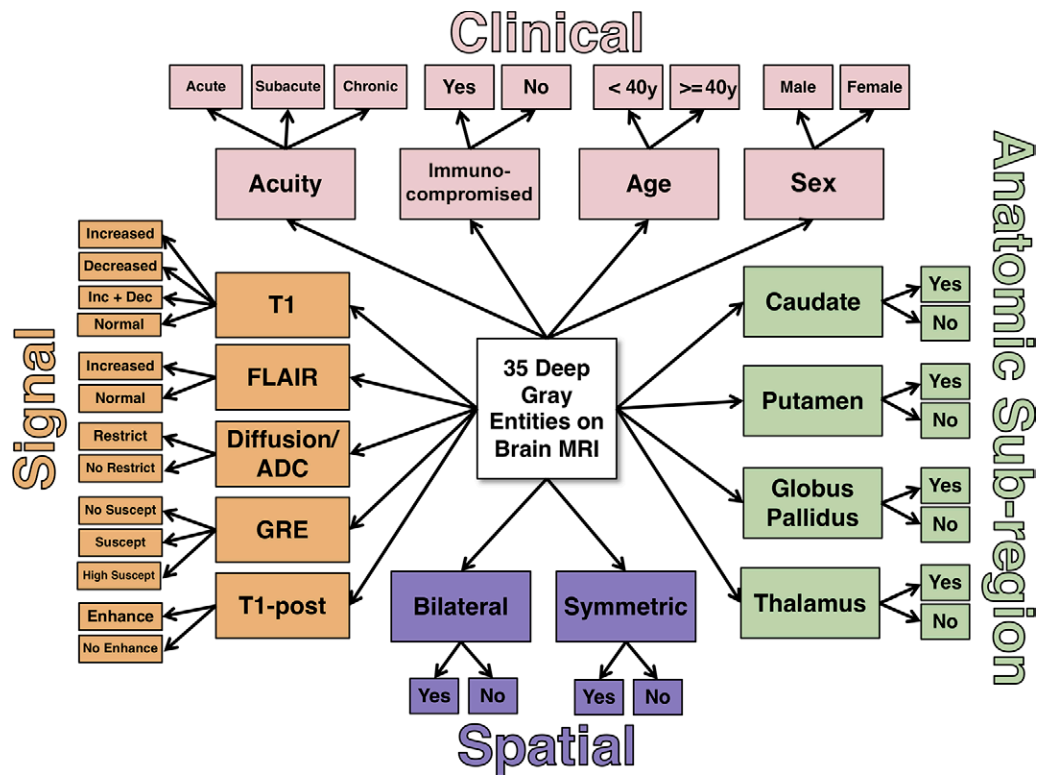 Clinical
Acute
Subacute
Chronic
Yes
No
< 40y
>= 40y
Male
Female
Acuity
Immuno-
compromised
Age
Sex
Signal
Increased
Decreased
Inc + Dec
Normal
T1
Increased
Normal
FLAIR
Restrict
No Restrict
Diffusion/
ADC
No Suscept
Suscept
High Suscept
GRE
Enhance
No Enhance
T1-post
35 Deep
Gray
Entities on
Brain MRI
Anatomic Sub-region
Caudate
Yes
No
Putamen
Yes
No
Globus
Pallidus
Yes
No
Thalamus
Yes
No
Bilateral
Symmetric
Yes
No
Yes
No
Spatial